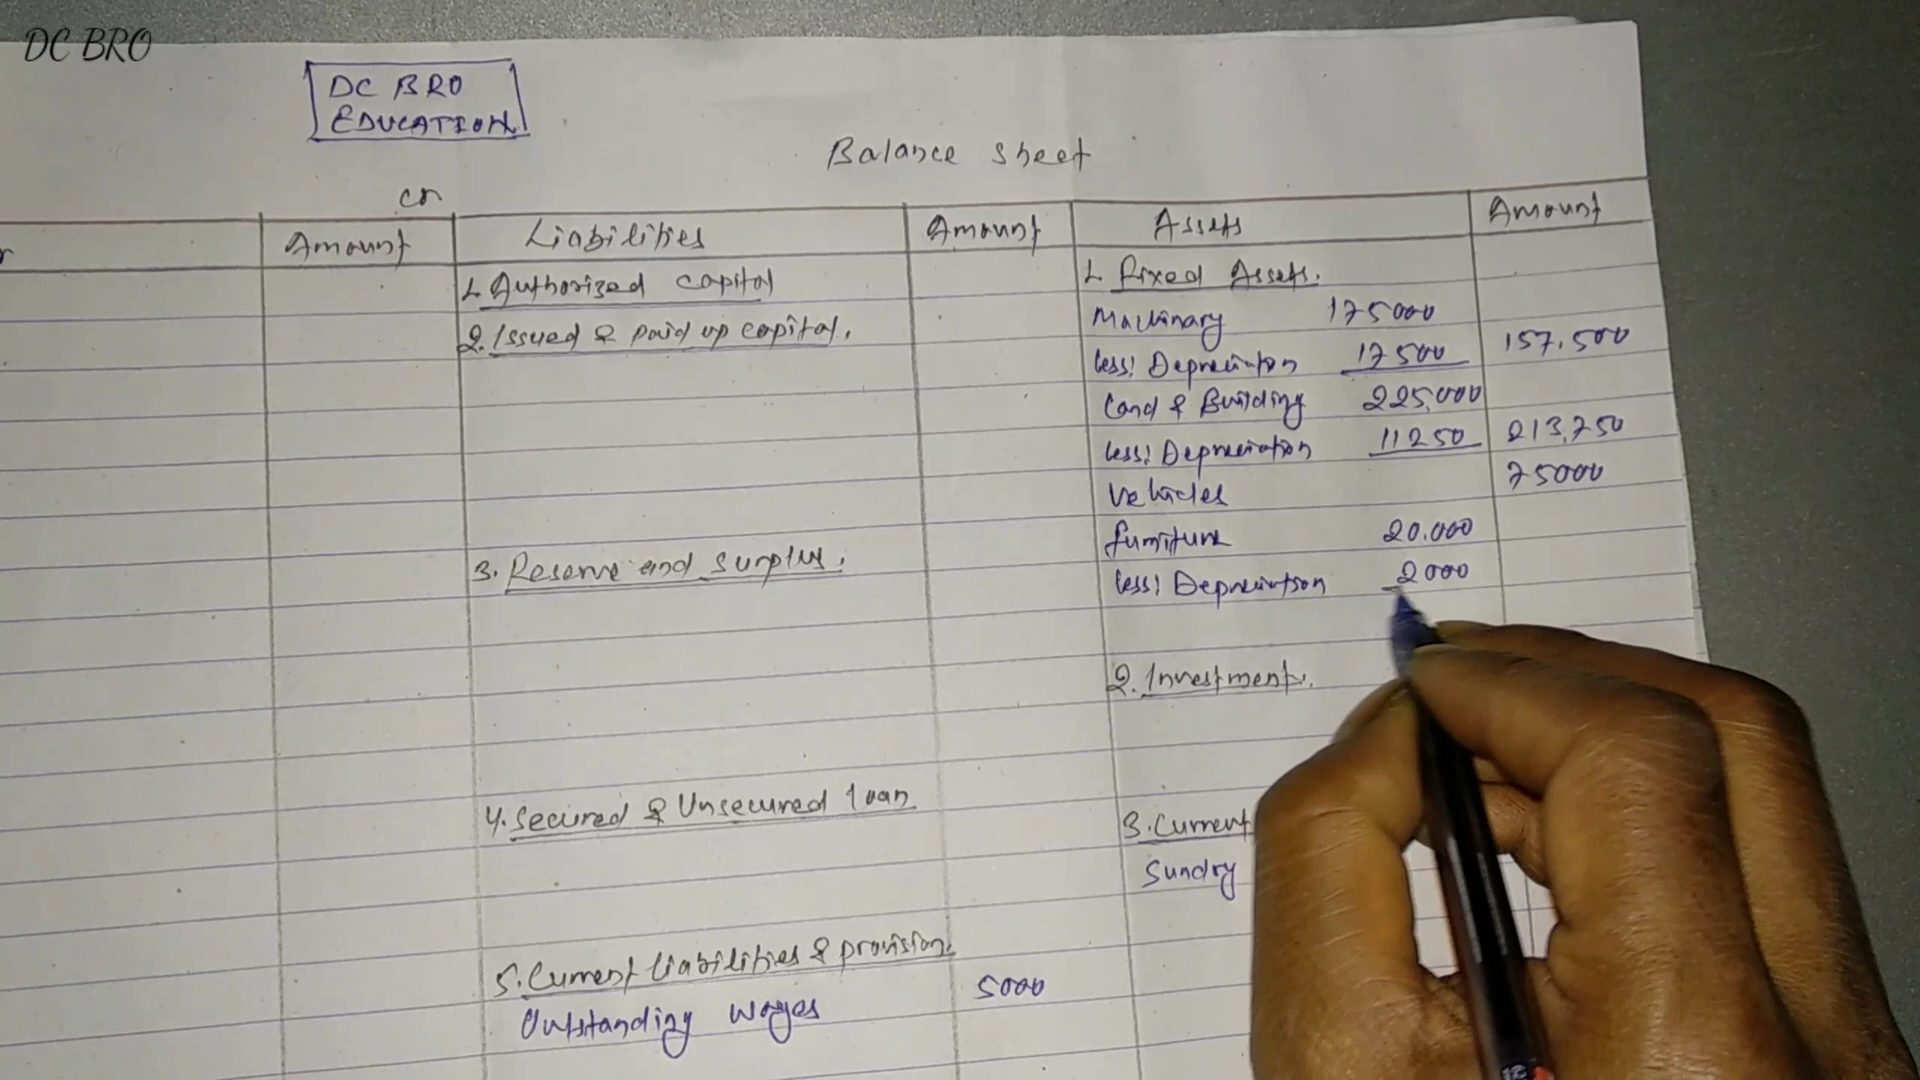 DC BRO
DC BRO
EDUCATION
Balance sheet
cr
r
Amount
Liabilities
Amount
Assets
Amount
1. Authorized capital
2. Issued & paid up capital.
3. Reserve and surplus.
4. Secured & Unsecured loan
5. Current liabilities & provision.
Outstanding wages 5000
1. Fixed Assets.
Machinary 175000
less: Depreciation 17500 157,500
Land & Building 225,000
less: Depreciation 11250 213,750
Vehicles 75000
furniture 20.000
less: Depreciation 2000
2. Investment.
3. Current
Sundry